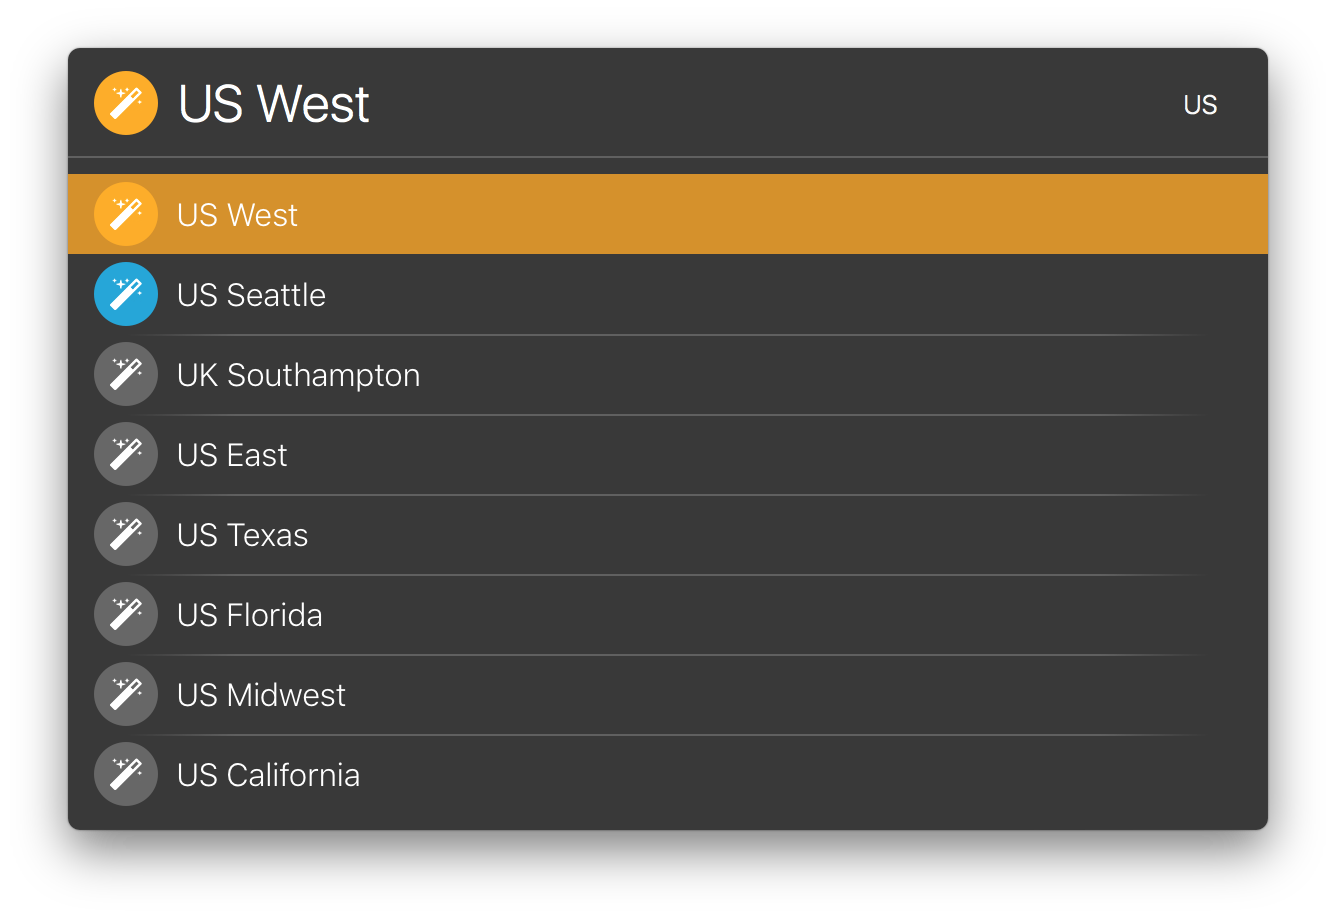 US West
US
US West
US Seattle
UK Southampton
US East
US Texas
US Florida
US Midwest
US California